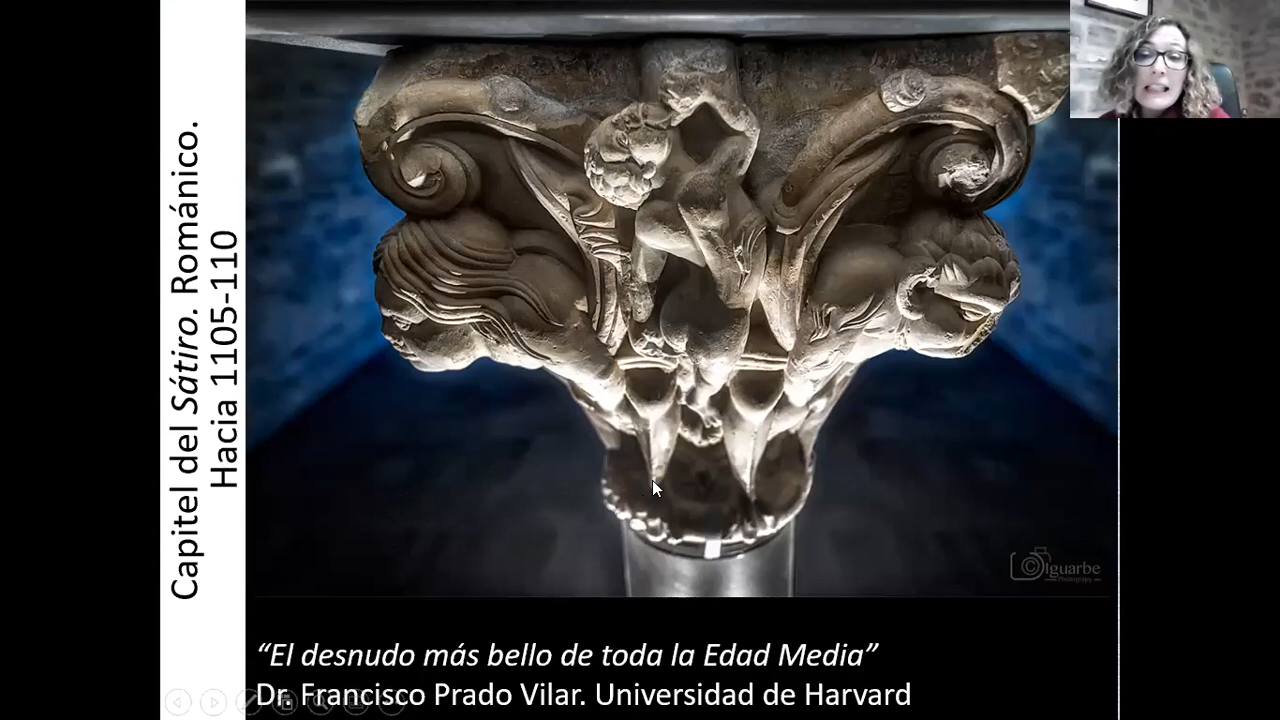 Capitel del Sátiro. Románico.
Hacia 1105-110
©Iguarbe
Photography
“El desnudo más bello de toda la Edad Media”
Dr. Francisco Prado Vilar. Universidad de Harvard